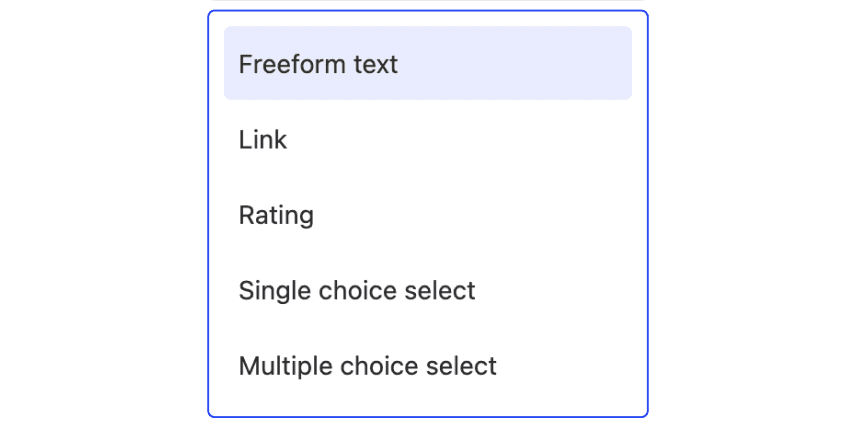 Freeform text
Link
Rating
Single choice select
Multiple choice select